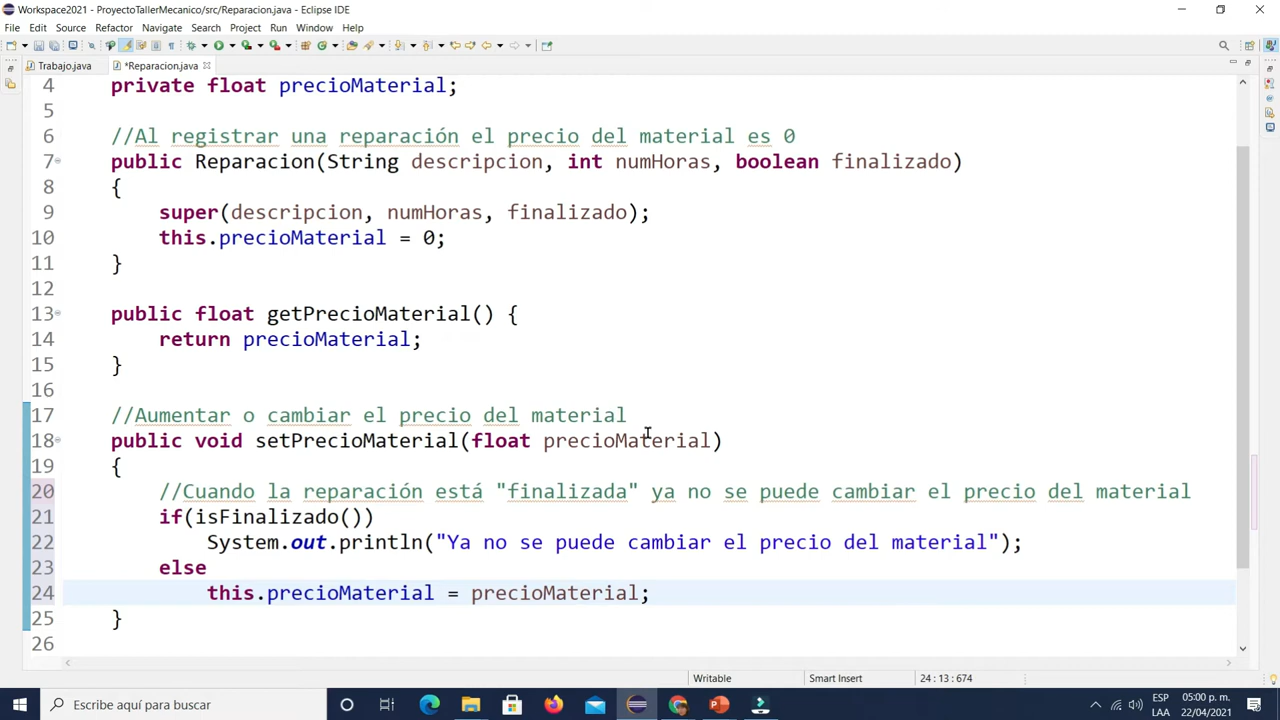 Workspace2021 - ProyectoTallerMecanico/src/Reparacion.java - Eclipse IDE
File Edit Source Refactor Navigate Search Project Run Window Help
Trabajo.java *Reparacion.java
4 private float precioMaterial;
5
6 //Al registrar una reparación el precio del material es 0
7 public Reparacion(String descripcion, int numHoras, boolean finalizado)
8 {
9 super(descripcion, numHoras, finalizado);
10 this.precioMaterial = 0;
11 }
12
13 public float getPrecioMaterial() {
14 return precioMaterial;
15 }
16
17 //Aumentar o cambiar el precio del material
18 public void setPrecioMaterial(float precioMaterial)
19 {
20 //Cuando la reparación está "finalizada" ya no se puede cambiar el precio del material
21 if(isFinalizado())
22 System.out.println("Ya no se puede cambiar el precio del material");
23 else
24 this.precioMaterial = precioMaterial;
25 }
26
Writable Smart Insert 24 : 13 : 674
Escribe aquí para buscar
ESP 05:00 p. m.
LAA 22/04/2021